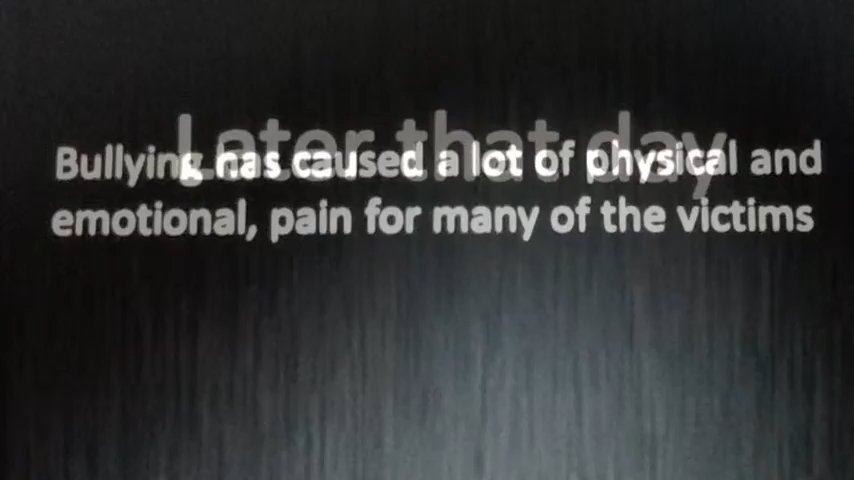 Later that day
Bullying has caused a lot of physical and
emotional, pain for many of the victims